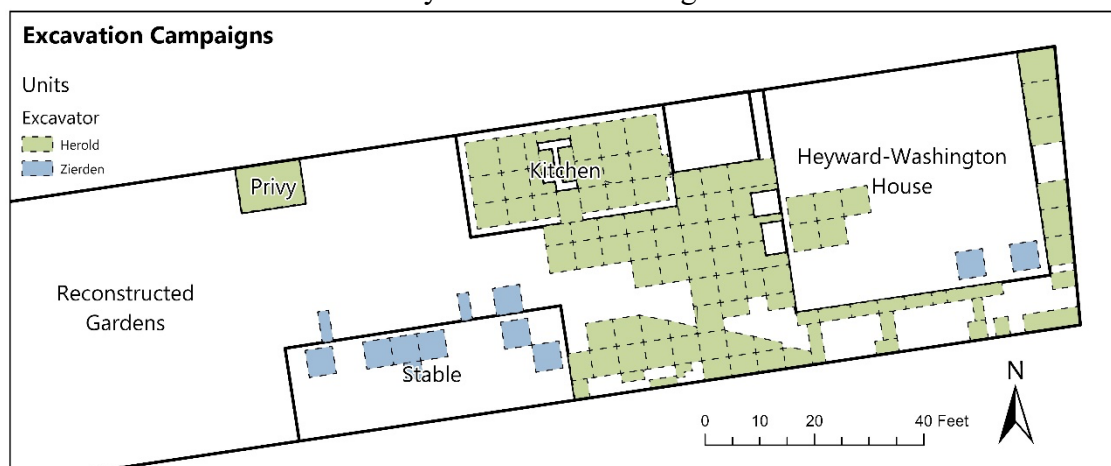 Excavation Campaigns
Units
Excavator
Herold
Zierden
Privy
Kitchen
Heyward-Washington
House
Reconstructed
Gardens
Stable
N
0 10 20 40 Feet